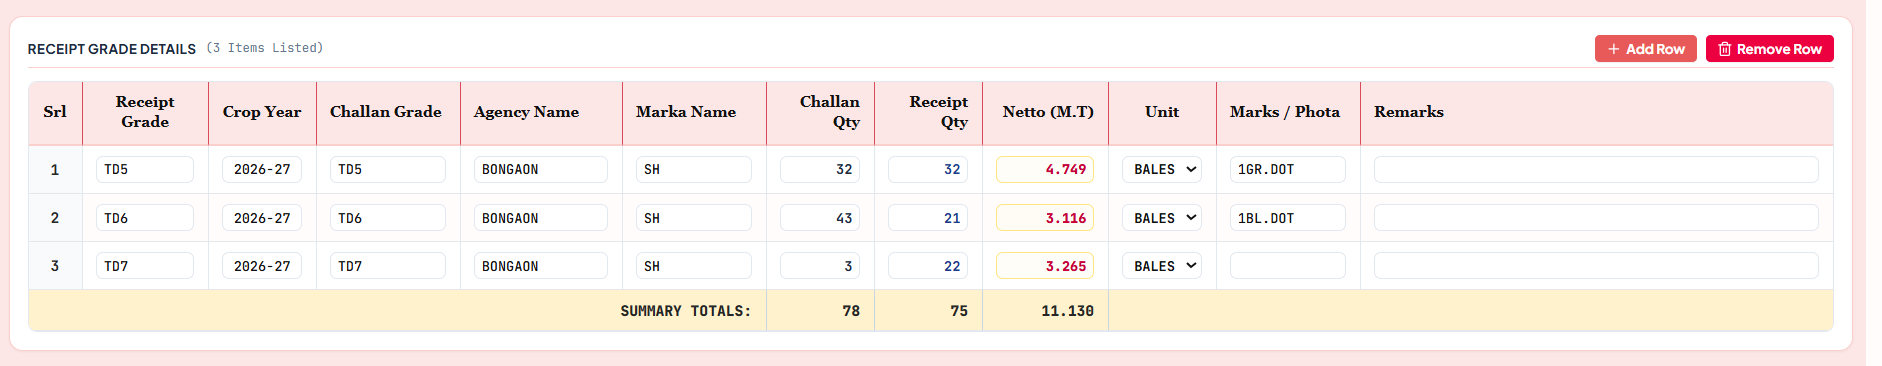 RECEIPT GRADE DETAILS (3 Items Listed) + Add Row Remove Row
Srl Receipt Grade Crop Year Challan Grade Agency Name Marka Name Challan Qty Receipt Qty Netto (M.T) Unit Marks / Phota Remarks
1 TD5 2026-27 TD5 BONGAON SH 32 32 4.749 BALES 1GR.DOT
2 TD6 2026-27 TD6 BONGAON SH 43 21 3.116 BALES 1BL.DOT
3 TD7 2026-27 TD7 BONGAON SH 3 22 3.265 BALES
SUMMARY TOTALS: 78 75 11.130